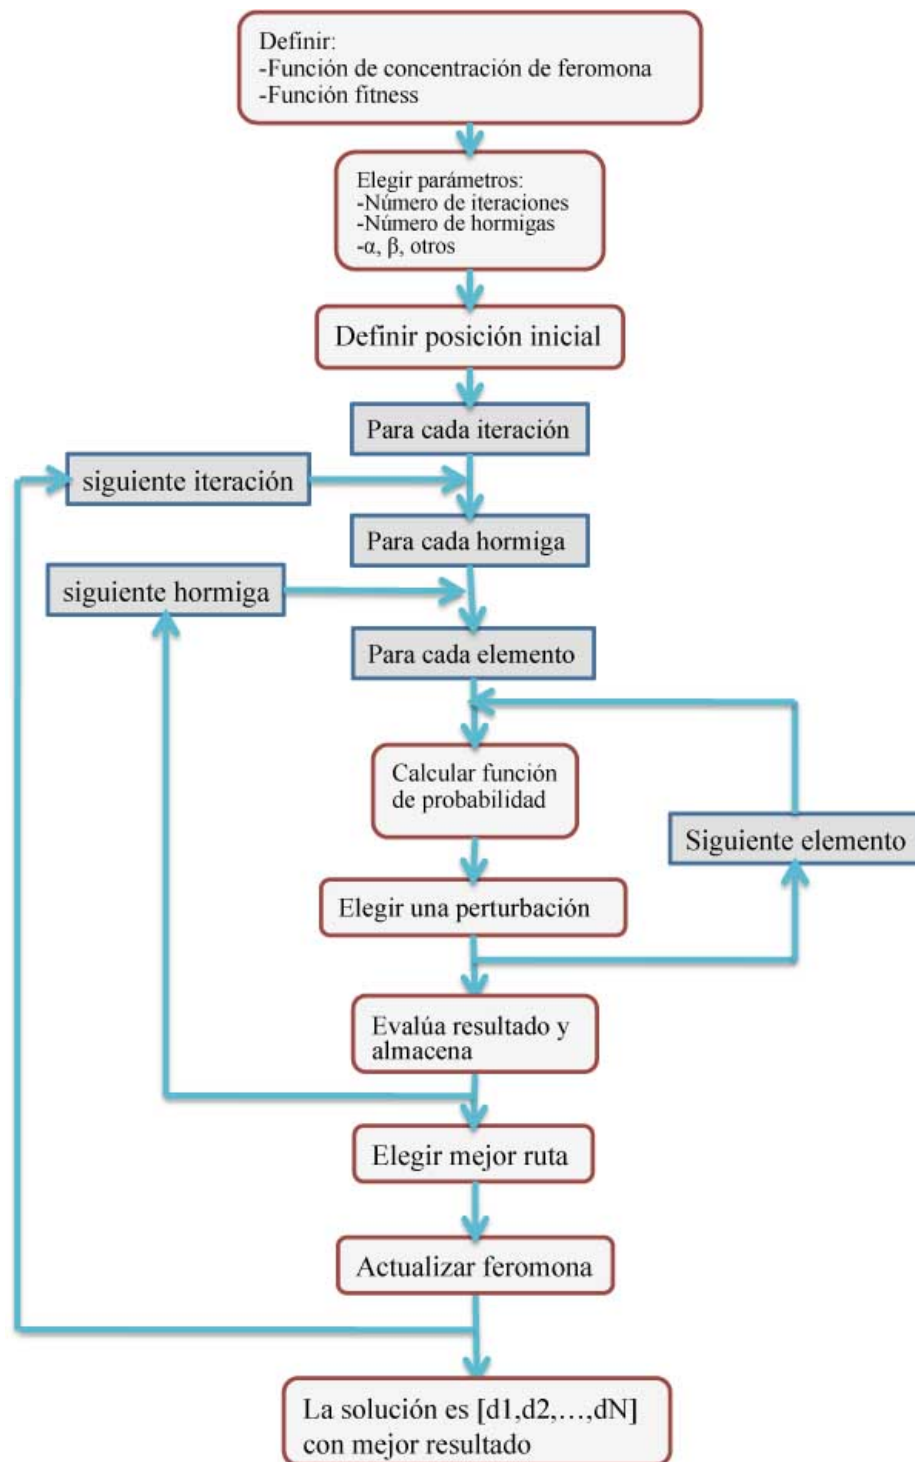 Definir:
-Función de concentración de feromona
-Función fitness
Elegir parámetros:
-Número de iteraciones
-Número de hormigas
-α, β, otros
Definir posición inicial
Para cada iteración
siguiente iteración
Para cada hormiga
siguiente hormiga
Para cada elemento
Calcular función
de probabilidad
Siguiente elemento
Elegir una perturbación
Evalúa resultado y
almacena
Elegir mejor ruta
Actualizar feromona
La solución es [d1,d2,…,dN]
con mejor resultado